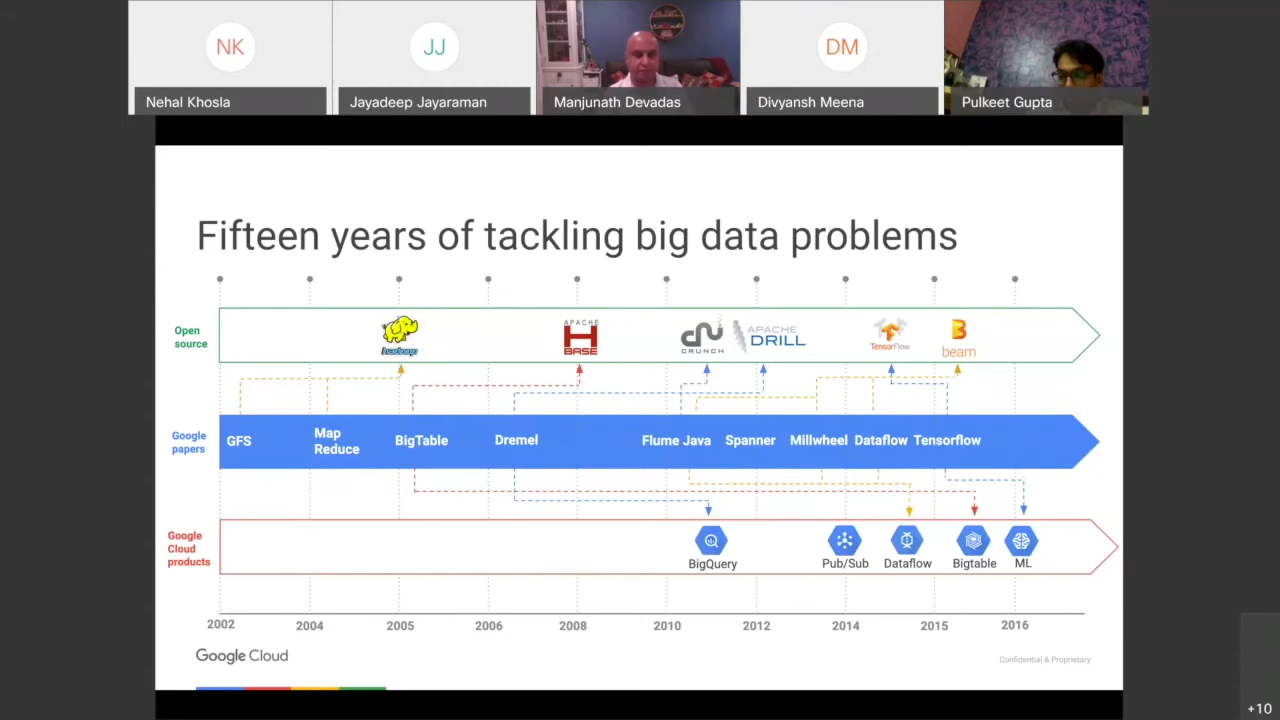 NK
JJ
DM
Nehal Khosla
Jayadeep Jayaraman
Manjunath Devadas
Divyansh Meena
Pulkeet Gupta
Fifteen years of tackling big data problems
Open
source
hadoop
APACHE
HBASE
CRUNCH
APACHE
DRILL
TensorFlow
beam
Google
papers
GFS
Map
Reduce
BigTable
Dremel
Flume Java
Spanner
Millwheel
Dataflow
Tensorflow
Google
Cloud
products
BigQuery
Pub/Sub
Dataflow
Bigtable
ML
2002
2004
2005
2006
2008
2010
2012
2014
2015
2016
Google Cloud
Confidential & Proprietary
+10